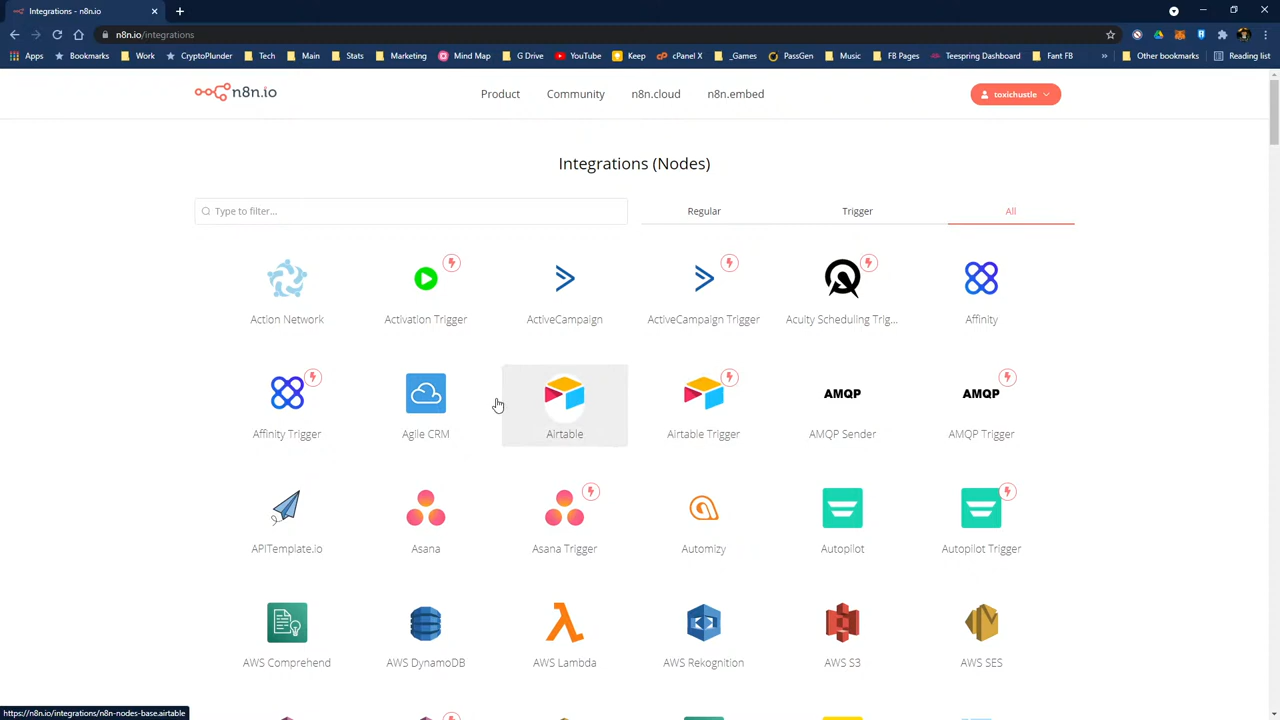 Integrations - n8n.io
n8n.io/integrations
Apps Bookmarks Work CryptoPlunder Tech Main Stats Marketing Mind Map G Drive YouTube Keep cPanel X _Games PassGen Music FB Pages Teespring Dashboard Fant FB Other bookmarks Reading list
n8n.io Product Community n8n.cloud n8n.embed toxichustle
Integrations (Nodes)
Type to filter... Regular Trigger All
Action Network Activation Trigger ActiveCampaign ActiveCampaign Trigger Acuity Scheduling Trig... Affinity
AMQP AMQP
Affinity Trigger Agile CRM Airtable Airtable Trigger AMQP Sender AMQP Trigger
APITemplate.io Asana Asana Trigger Automizy Autopilot Autopilot Trigger
AWS Comprehend AWS DynamoDB AWS Lambda AWS Rekognition AWS S3 AWS SES
https://n8n.io/integrations/n8n-nodes-base.airtable